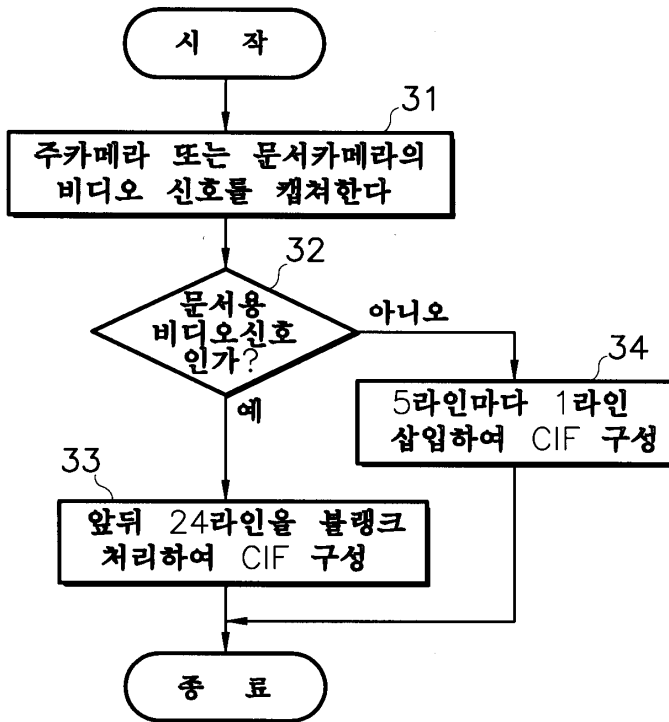 시 작
31
주카메라 또는 문서카메라의
비디오 신호를 캡쳐한다
32
문서용
비디오신호
인가?
아니오
예
34
5라인마다 1라인
삽입하여 CIF 구성
33
앞뒤 24라인을 블랭크
처리하여 CIF 구성
종 료